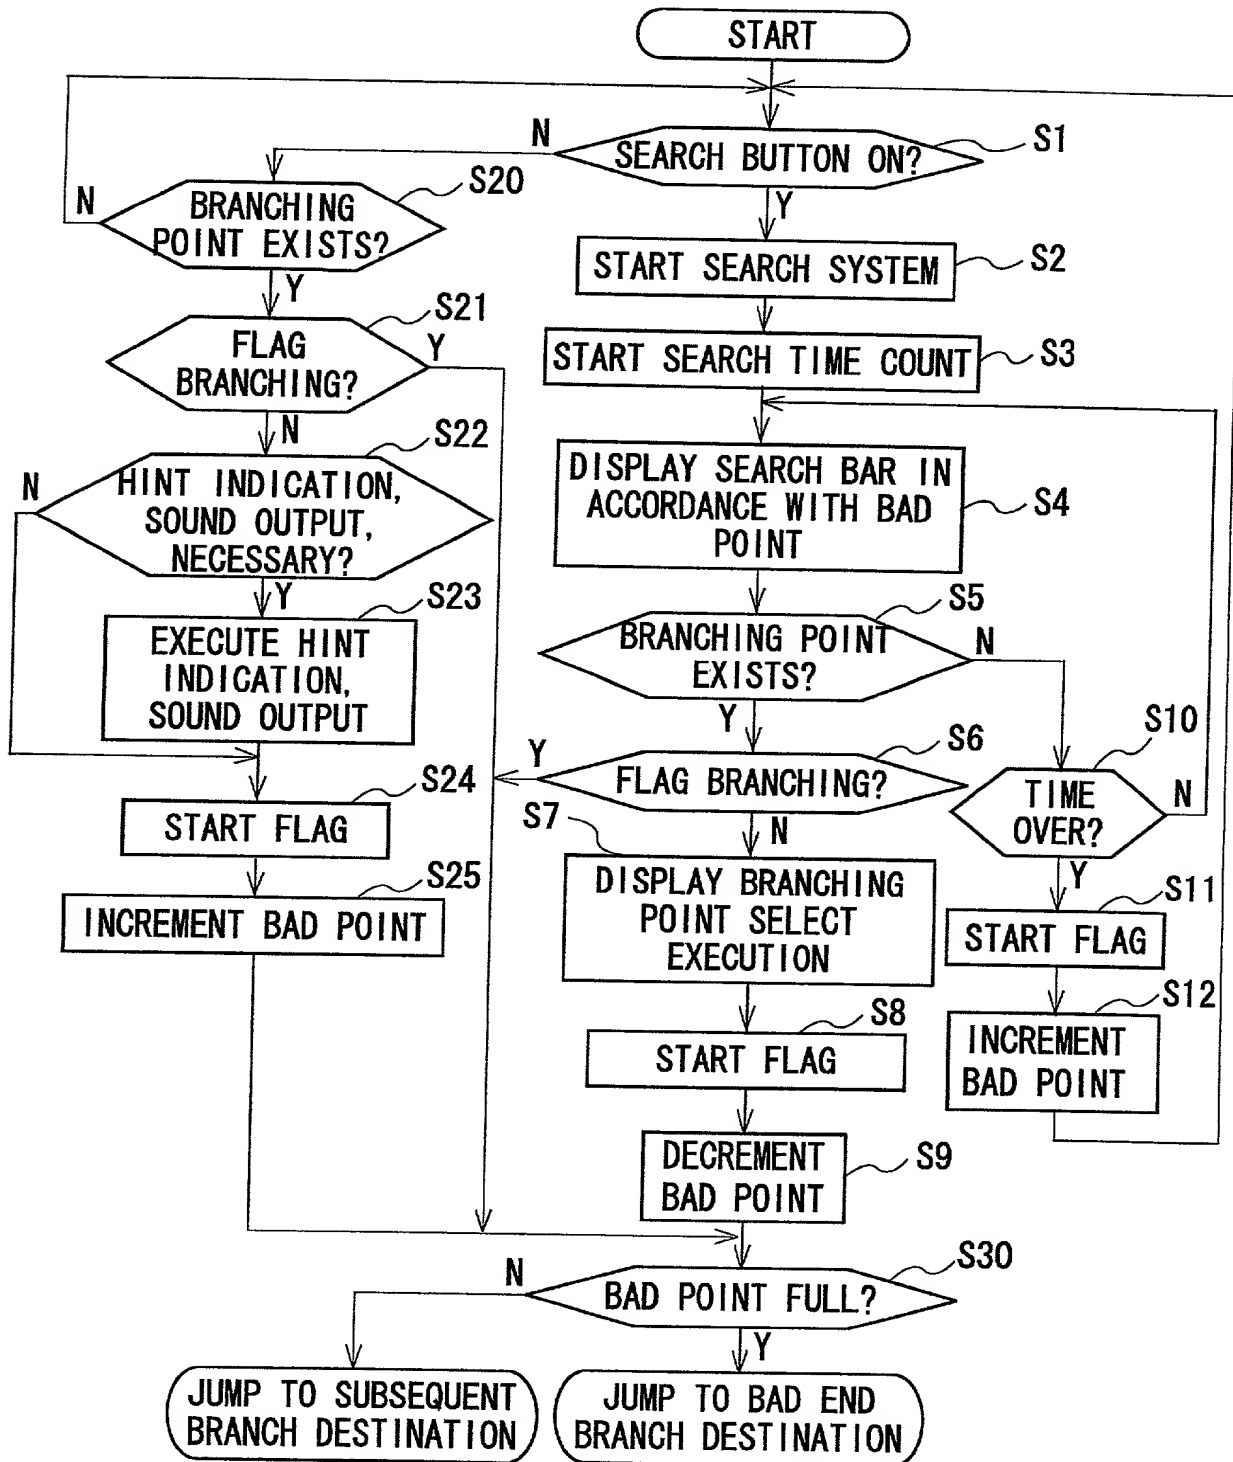 START
N
SEARCH BUTTON ON?
S1
S20
N
BRANCHING
POINT EXISTS?
Y
START SEARCH SYSTEM
S2
Y
S21
FLAG
BRANCHING?
Y
START SEARCH TIME COUNT
S3
N
S22
N
HINT INDICATION,
SOUND OUTPUT,
NECESSARY?
DISPLAY SEARCH BAR IN
ACCORDANCE WITH BAD
POINT
S4
Y
S23
EXECUTE HINT
INDICATION,
SOUND OUTPUT
S5
BRANCHING POINT
EXISTS?
N
Y
S10
Y
S6
FLAG BRANCHING?
TIME
OVER?
N
S24
START FLAG
S7
N
Y
S11
S25
INCREMENT BAD POINT
DISPLAY BRANCHING
POINT SELECT
EXECUTION
START FLAG
S12
S8
START FLAG
INCREMENT
BAD POINT
DECREMENT
BAD POINT
S9
S30
N
BAD POINT FULL?
Y
JUMP TO SUBSEQUENT
BRANCH DESTINATION
JUMP TO BAD END
BRANCH DESTINATION